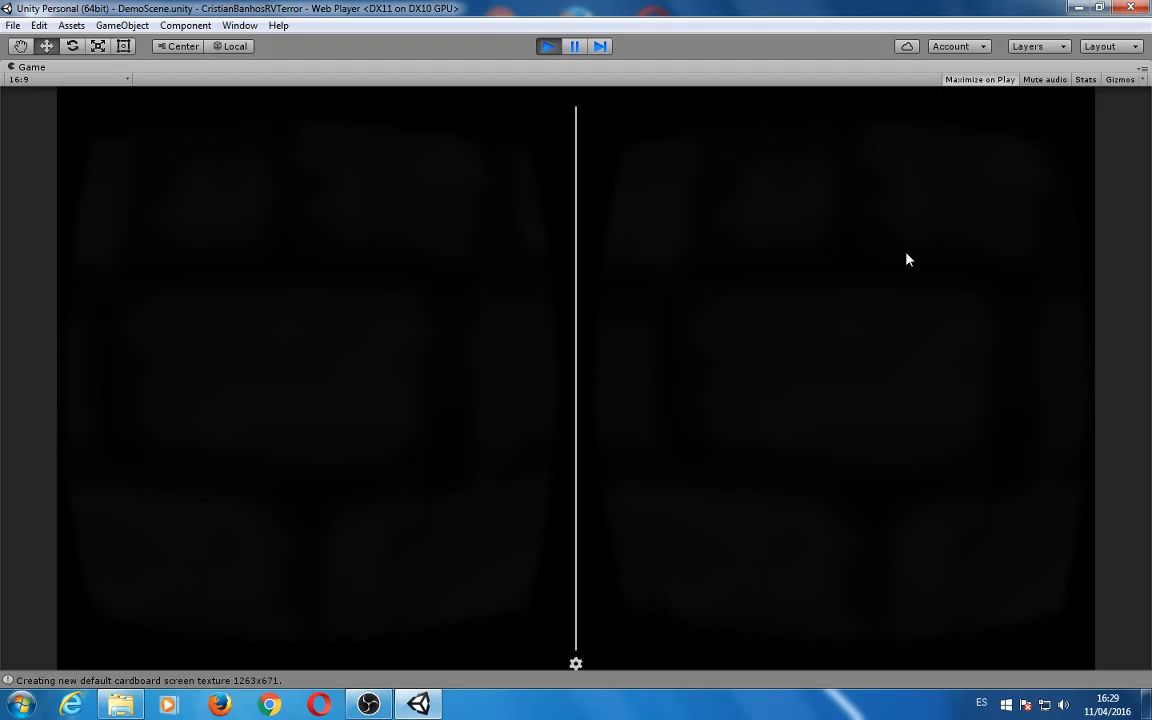 Unity Personal (64bit) - DemoScene.unity - CristianBanhosRVTerror - Web Player <DX11 on DX10 GPU>
File Edit Assets GameObject Component Window Help
Center Local Account Layers Layout
Game
16:9 Maximize on Play Mute audio Stats Gizmos
Creating new default cardboard screen texture 1263x671.
ES 16:29
11/04/2016